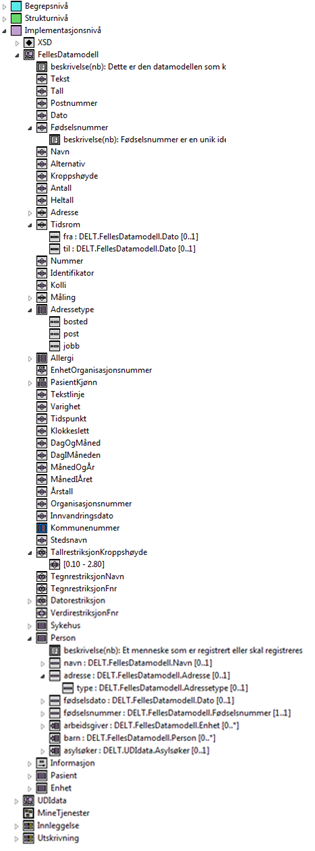 Begrepsnivå
Strukturnivå
Implementasjonsnivå
XSD
FellesDatamodell
beskrivelse(nb): Dette er den datamodellen som k
Tekst
Tall
Postnummer
Dato
Fødselsnummer
beskrivelse(nb): Fødselsnummer er en unik ide
Navn
Alternativ
Kroppshøyde
Antall
Heltall
Adresse
Tidsrom
fra : DELT.FellesDatamodell.Dato [0..1]
til : DELT.FellesDatamodell.Dato [0..1]
Nummer
Identifikator
Kolli
Måling
Adressetype
bosted
post
jobb
Allergi
EnhetOrganisasjonsnummer
PasientKjønn
Tekstlinje
Varighet
Tidspunkt
Klokkeslett
DagOgMåned
DagIMåneden
MånedOgÅr
MånedIÅret
Årstall
Organisasjonsnummer
Innvandringsdato
Kommunenummer
Stedsnavn
TallrestriksjonKroppshøyde
[0.10 - 2.80]
TegnrestriksjonNavn
TegnrestriksjonFnr
Datorestriksjon
VerdirestriksjonFnr
Sykehus
Person
beskrivelse(nb): Et menneske som er registrert eller skal registreres
navn : DELT.FellesDatamodell.Navn [0..1]
adresse : DELT.FellesDatamodell.Adresse [0..1]
type : DELT.FellesDatamodell.Adressetype [0..1]
fødselsdato : DELT.FellesDatamodell.Dato [0..1]
fødselsnummer : DELT.FellesDatamodell.Fødselsnummer [1..1]
arbeidsgiver : DELT.FellesDatamodell.Enhet [0..*]
barn : DELT.FellesDatamodell.Person [0..*]
asylsøker : DELT.UDIdata.Asylsøker [0..1]
Informasjon
Pasient
Enhet
UDIdata
MineTjenester
Innleggelse
Utskrivning